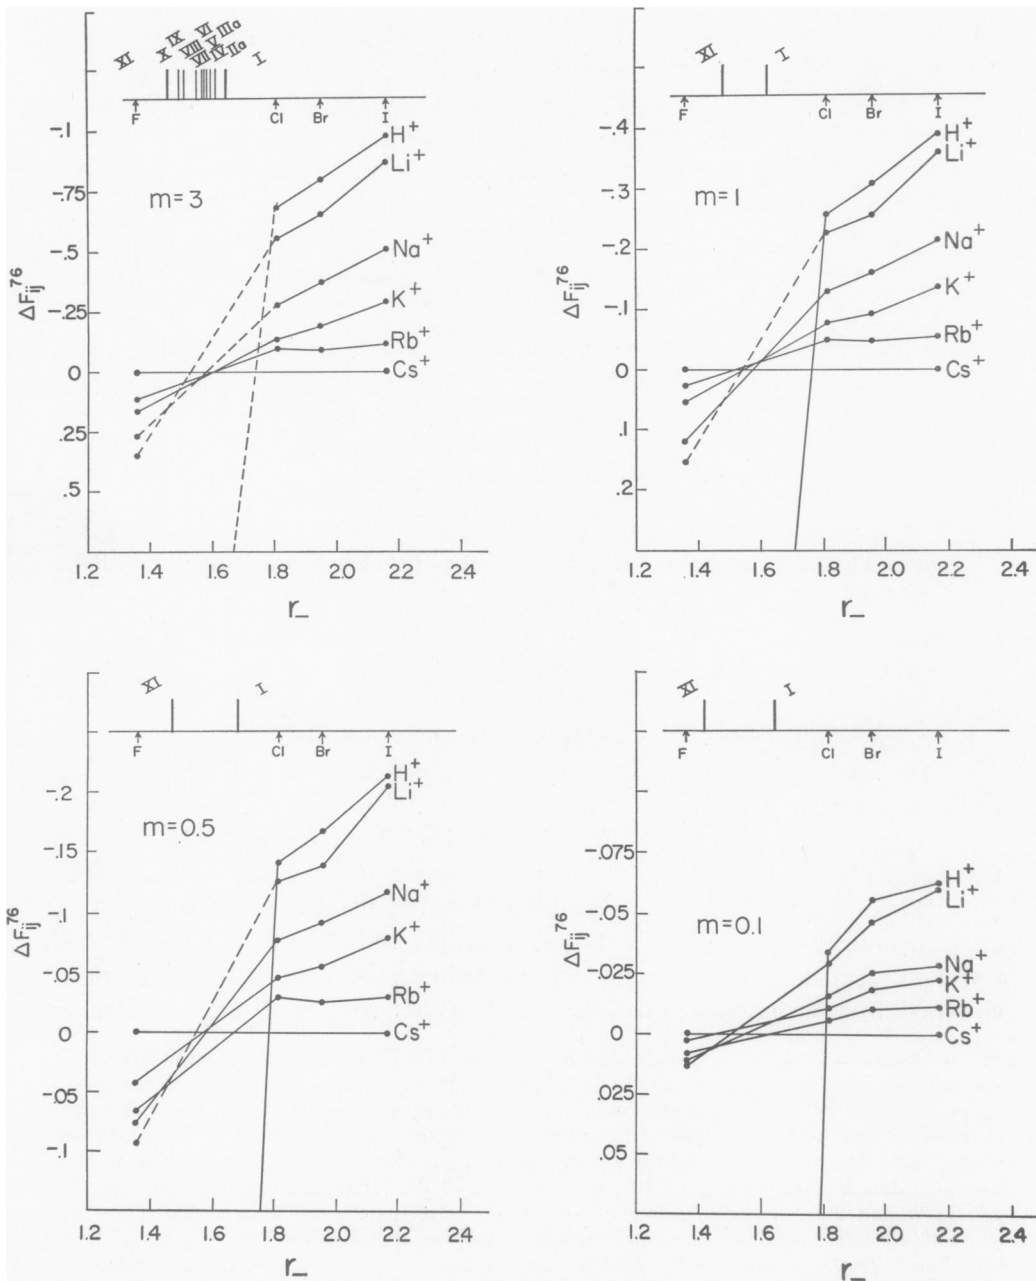 XI X IX VIII VII VI V IV IIIa IIa I
F Cl Br I
-.1
-.75
-.5
-.25
0
.25
.5
ΔFij76
m=3
H+
Li+
Na+
K+
Rb+
Cs+
1.2 1.4 1.6 1.8 2.0 2.2 2.4
r_
XI I
F Cl Br I
-.4
-.3
-.2
-.1
0
.1
.2
ΔFij76
m=1
H+
Li+
Na+
K+
Rb+
Cs+
1.2 1.4 1.6 1.8 2.0 2.2 2.4
r_
XI I
F Cl Br I
-.2
-.15
-.1
-.05
0
-.05
-.1
ΔFij76
m=0.5
H+
Li+
Na+
K+
Rb+
Cs+
1.2 1.4 1.6 1.8 2.0 2.2 2.4
r_
XI I
F Cl Br I
-.075
-.05
-.025
0
.025
.05
ΔFij76
m=0.1
H+
Li+
Na+
K+
Rb+
Cs+
1.2 1.4 1.6 1.8 2.0 2.2 2.4
r_